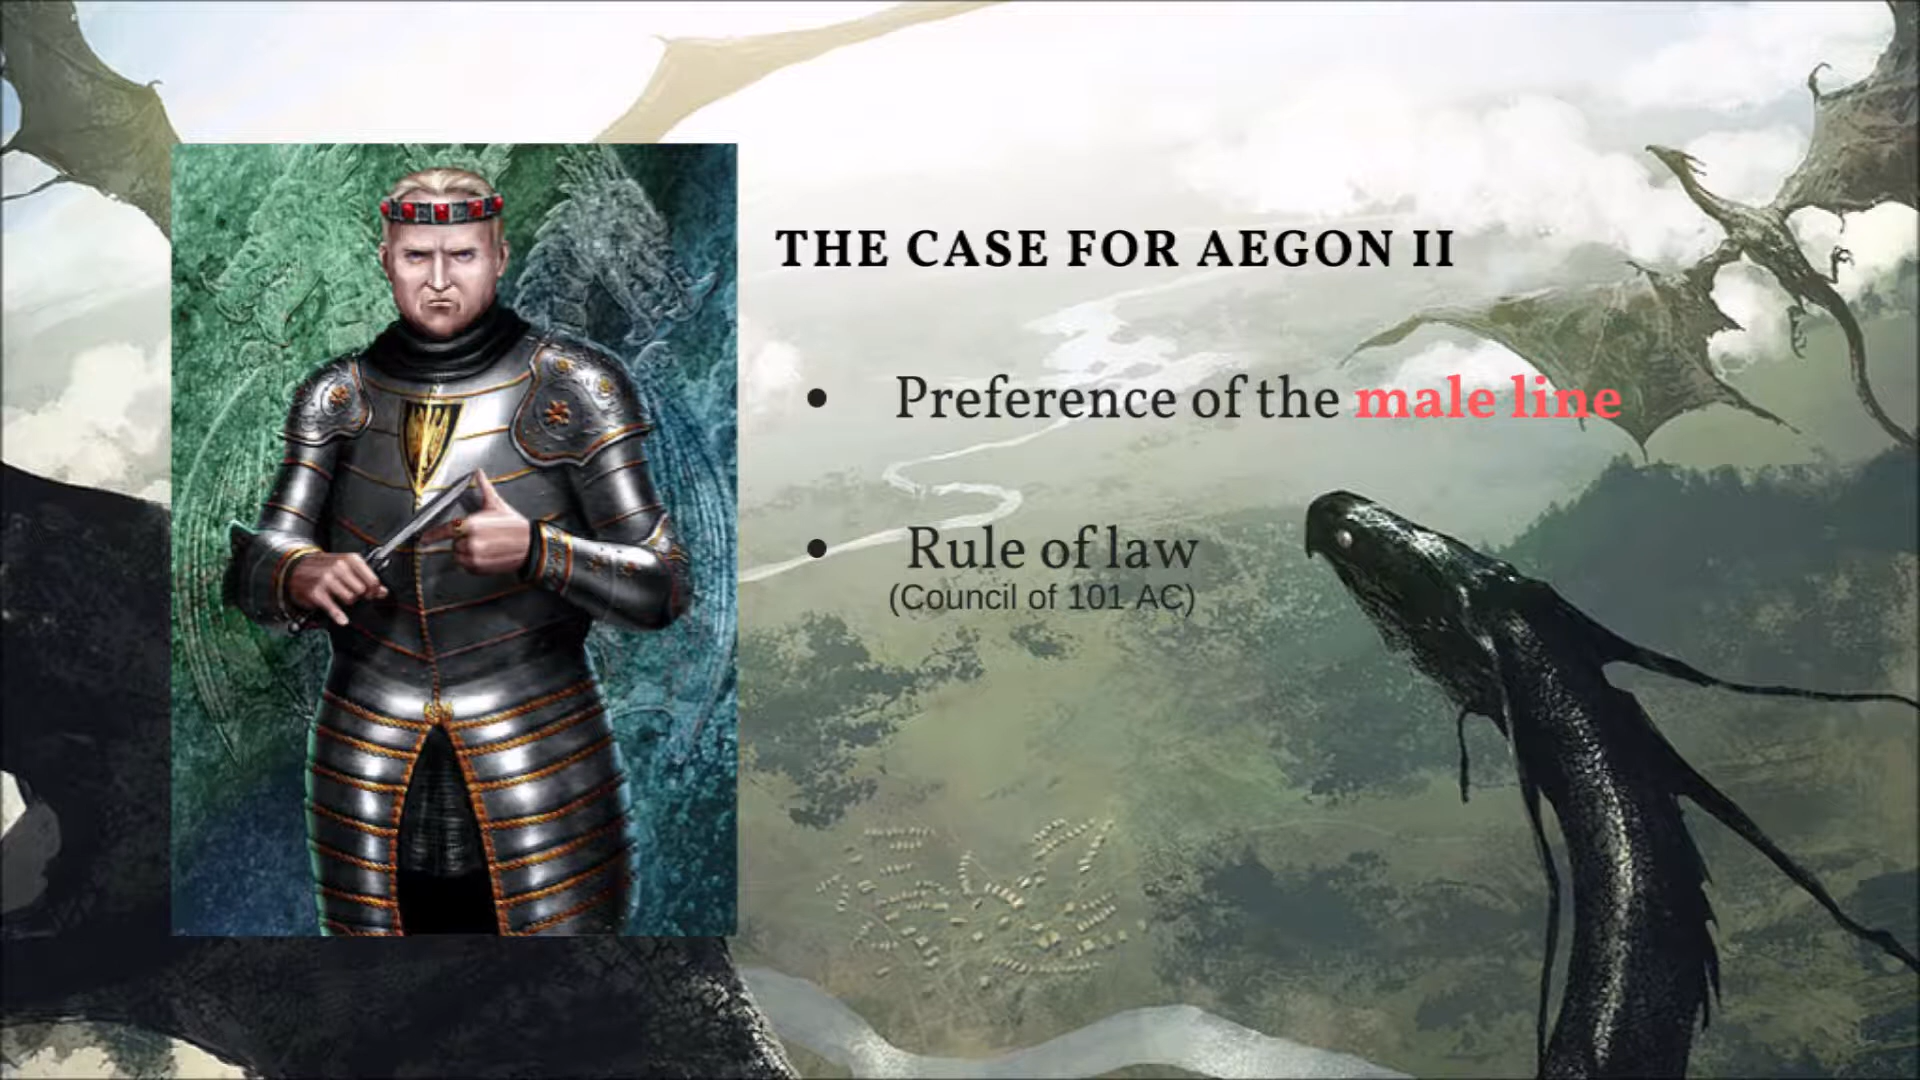 THE CASE FOR AEGON II
• Preference of the male line
• Rule of law
(Council of 101 AC)